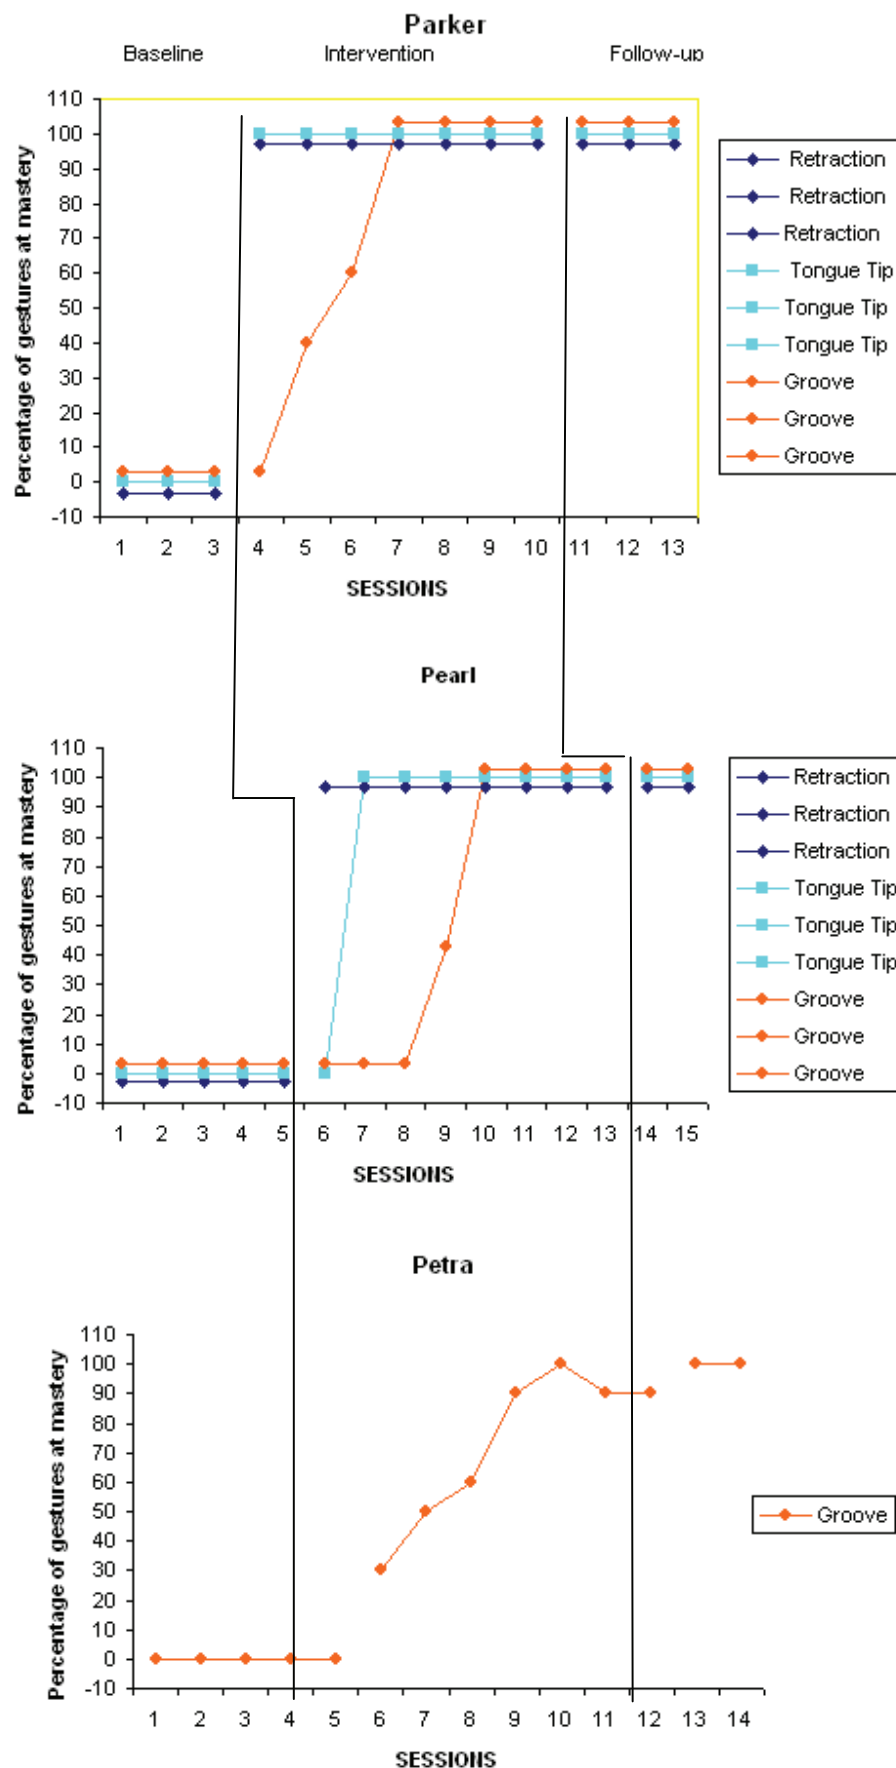 Parker
Baseline Intervention Follow-up
Percentage of gestures at mastery
110
100
90
80
70
60
50
40
30
20
10
0
-10
1 2 3 4 5 6 7 8 9 10 11 12 13
SESSIONS
Retraction
Retraction
Retraction
Tongue Tip
Tongue Tip
Tongue Tip
Groove
Groove
Groove
Pearl
Percentage of gestures at mastery
110
100
90
80
70
60
50
40
30
20
10
0
-10
1 2 3 4 5 6 7 8 9 10 11 12 13 14 15
SESSIONS
Retraction
Retraction
Retraction
Tongue Tip
Tongue Tip
Tongue Tip
Groove
Groove
Groove
Petra
Percentage of gestures at mastery
110
100
90
80
70
60
50
40
30
20
10
0
-10
1 2 3 4 5 6 7 8 9 10 11 12 13 14
SESSIONS
Groove